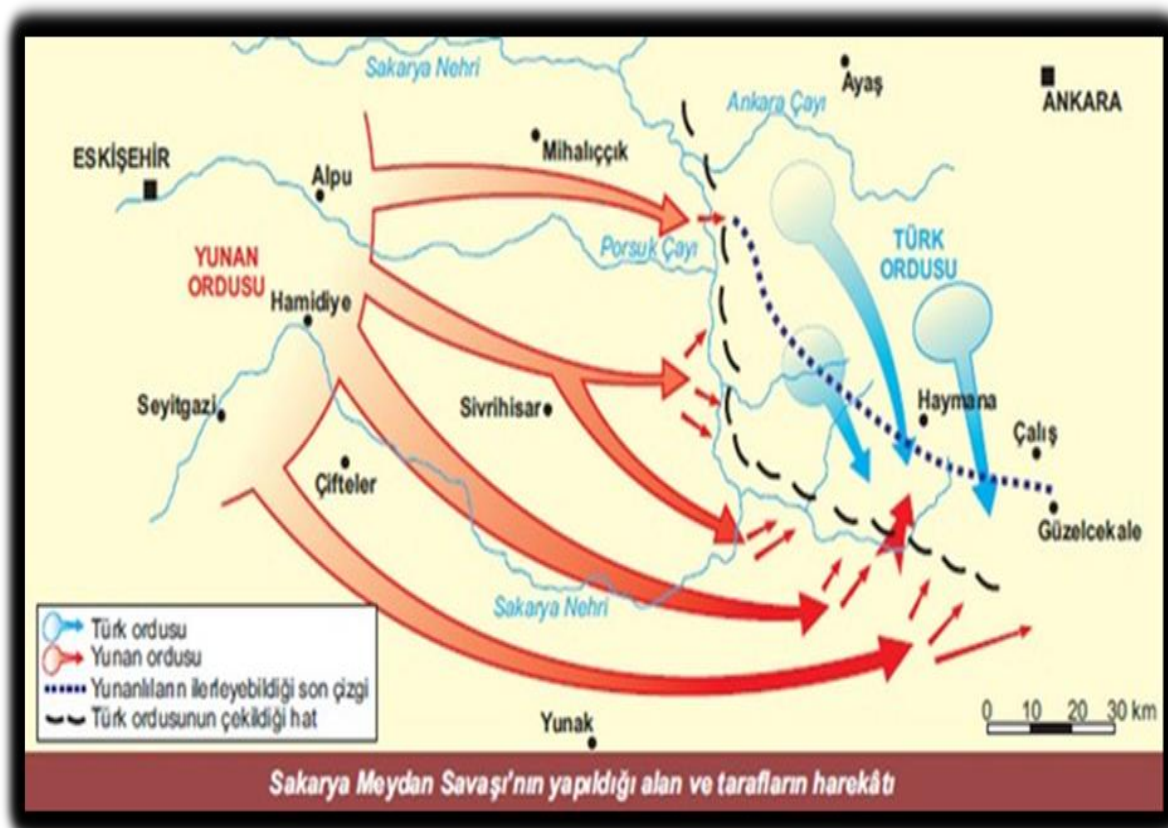 Sakarya Nehri
Ayaş
ANKARA
Ankara Çayı
Mihalıççık
ESKİŞEHİR
Alpu
YUNAN
ORDUSU
Porsuk Çayı
TÜRK
ORDUSU
Hamidiye
Seyitgazi
Sivrihisar
Haymana
Çalış
Çifteler
Güzelcekale
Sakarya Nehri
Türk ordusu
Yunan ordusu
Yunanlıların ilerleyebildiği son çizgi
Türk ordusunun çekildiği hat
Yunak
0 10 20 30 km
Sakarya Meydan Savaşı'nın yapıldığı alan ve tarafların harekâtı